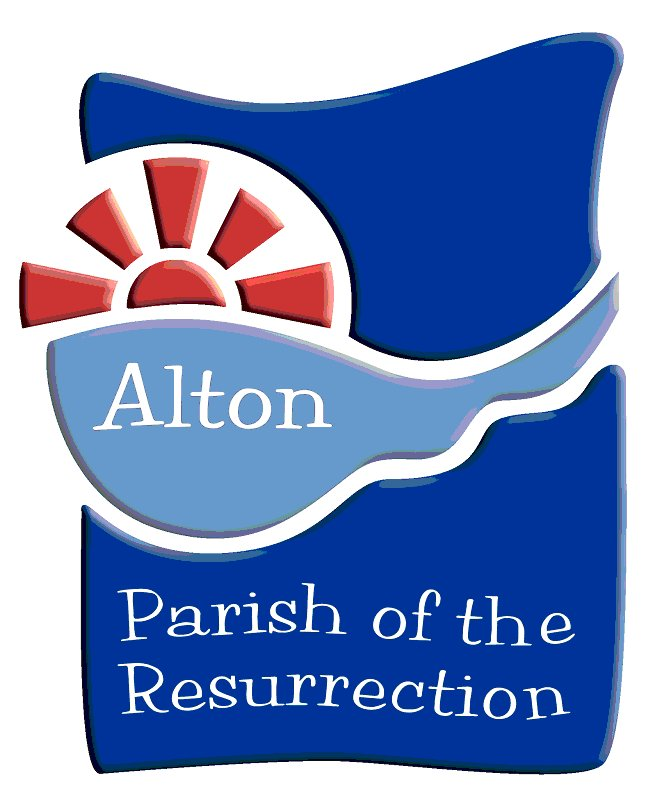 Alton
Parish of the
Resurrection